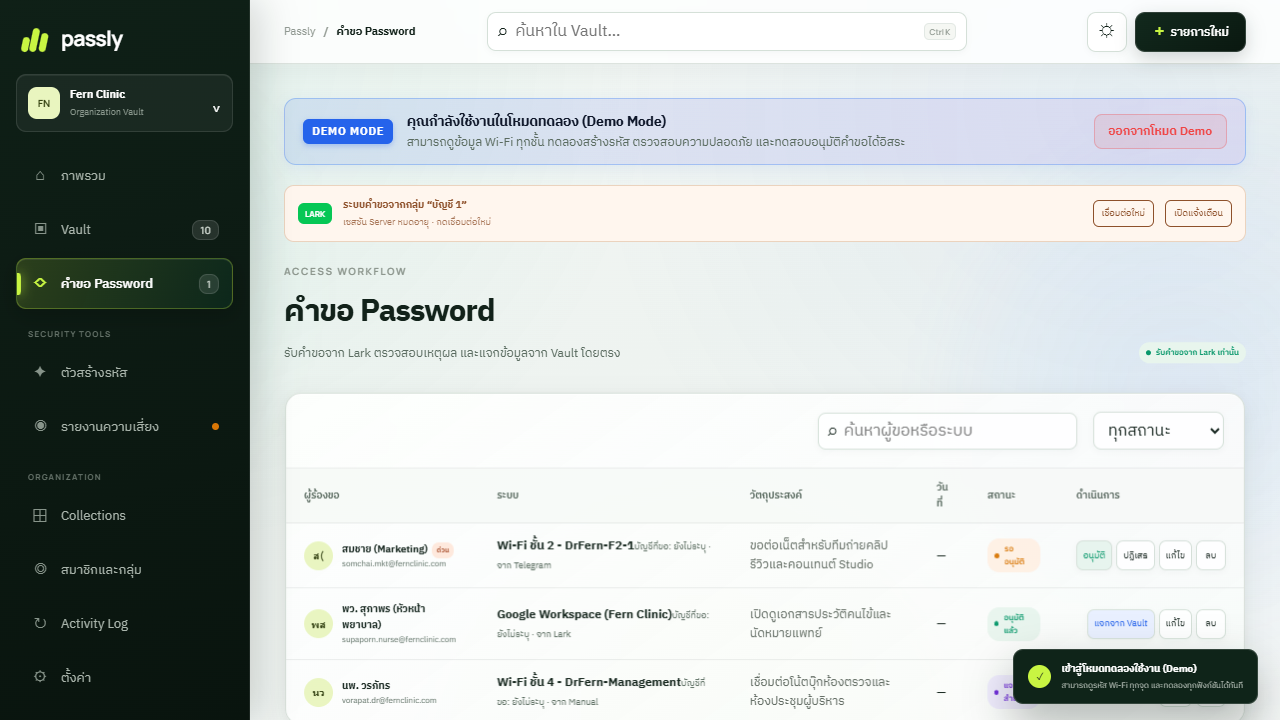 passly
FN
Fern Clinic
Organization Vault
v
ภาพรวม
Vault
10
คำขอ Password
1
SECURITY TOOLS
ตัวสร้างรหัส
รายงานความเสี่ยง
ORGANIZATION
Collections
สมาชิกและกลุ่ม
Activity Log
ตั้งค่า
Passly / คำขอ Password
ค้นหาใน Vault...
Ctrl K
+ รายการใหม่
DEMO MODE
คุณกำลังใช้งานในโหมดทดลอง (Demo Mode)
สามารถดูข้อมูล Wi-Fi ทุกชั้น ทดลองสร้างรหัส ตรวจสอบความปลอดภัย และทดสอบอนุมัติคำขอได้อิสระ
ออกจากโหมด Demo
LARK
ระบบคำขอจากกลุ่ม “บัญชี 1”
เซสชัน Server หมดอายุ · กดเชื่อมต่อใหม่
เชื่อมต่อใหม่
เปิดแจ้งเตือน
ACCESS WORKFLOW
คำขอ Password
รับคำขอจาก Lark ตรวจสอบเหตุผล และแจกข้อมูลจาก Vault โดยตรง
รับคำขอจาก Lark เท่านั้น
ค้นหาผู้ขอหรือระบบ
ทุกสถานะ
ผู้ร้องขอ
ระบบ
วัตถุประสงค์
วัน
ที่
สถานะ
ดำเนินการ
ส(
สมชาย (Marketing) ด่วน
somchai.mkt@fernclinic.com
Wi-Fi ชั้น 2 - DrFern-F2-1บัญชีที่ขอ: ยังไม่ระบุ ·
จาก Telegram
ขอต่อเน็ตสำหรับทีมถ่ายคลิป
รีวิวและคอนเทนต์ Studio
—
รอ
อนุมัติ
อนุมัติ
ปฏิเสธ
แก้ไข
ลบ
พส
พว. สุภาพร (หัวหน้า
พยาบาล)
supaporn.nurse@fernclinic.com
Google Workspace (Fern Clinic)บัญชีที่ขอ:
ยังไม่ระบุ · จาก Lark
เปิดดูเอกสารประวัติคนไข้และ
นัดหมายแพทย์
—
อนุมัติ
แล้ว
แจกจาก Vault
แก้ไข
ลบ
นว
นพ. วรภัทร
vorapat.dr@fernclinic.com
Wi-Fi ชั้น 4 - DrFern-Managementบัญชีที่
ขอ: ยังไม่ระบุ · จาก Manual
เชื่อมต่อโน้ตบุ๊กห้องตรวจและ
ห้องประชุมผู้บริหาร
—
เข้าสู่โหมดทดลองใช้งาน (Demo)
สามารถดูรหัส Wi-Fi ทุกจุด และทดลองทุกฟังก์ชันได้ทันที